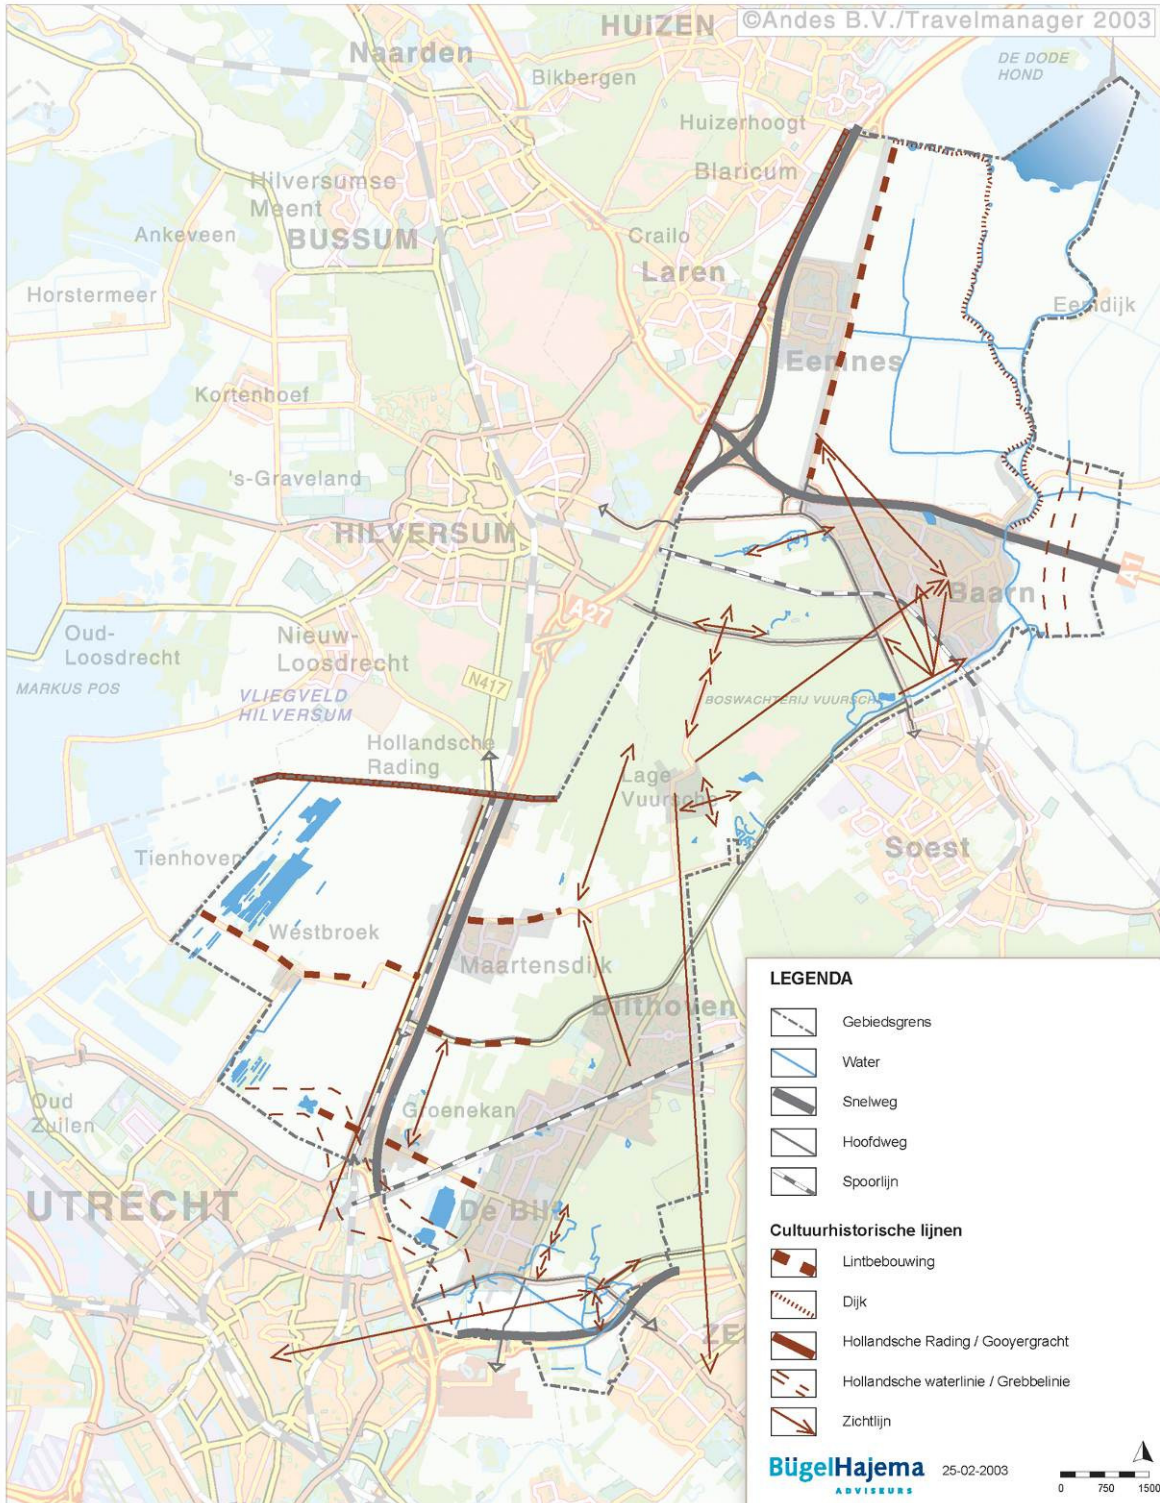 ©Andes B.V./Travelmanager 2003
HUIZEN
Naarden
DE DODE
HOND
Bikbergen
Huizerhoogt
Blaricum
Hilversumse
Meent
Ankeveen
BUSSUM
Crailo
Laren
Horstermeer
Eemdijk
Eemnes
Kortenhoef
's-Graveland
HILVERSUM
A1
Baarn
A27
Oud-
Loosdrecht
Nieuw-
Loosdrecht
MARKUS POS
N417
VLIEGVELD
HILVERSUM
BOSWACHTERIJ VUURSCH
Hollandsche
Rading
Lage
Vuursche
Tienhoven
Soest
Westbroek
Maartensdijk
Bilthoven
Oud
Zuilen
Groenekan
UTRECHT
De Bilt
ZE
LEGENDA
Gebiedsgrens
Water
Snelweg
Hoofdweg
Spoorlijn
Cultuurhistorische lijnen
Lintbebouwing
Dijk
Hollandsche Rading / Gooyergracht
Hollandsche waterlinie / Grebbelinie
Zichtlijn
BügelHajema
ADVISEURS
25-02-2003
0 750 1500